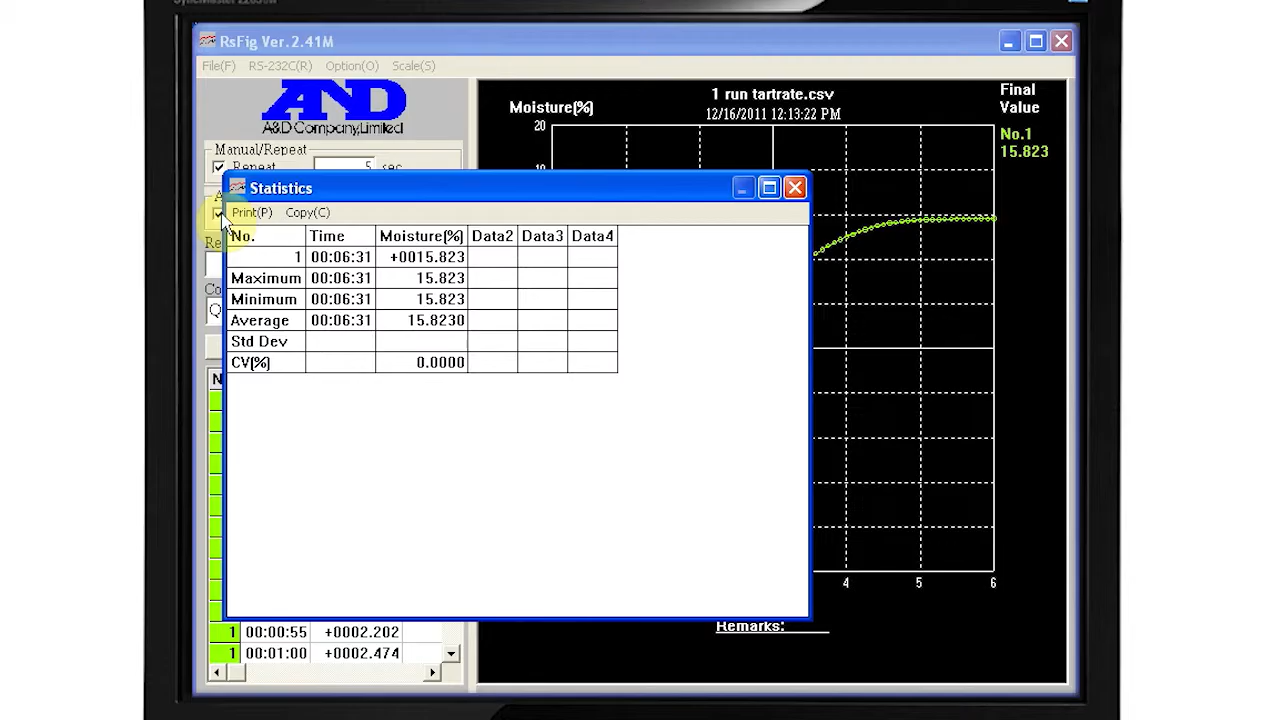 RsFig Ver.2.41M
File(F) RS-232C(R) Option(O) Scale(S)
AND
A&D Company,Limited
Manual/Repeat
Repeat 5 sec
Statistics
Print(P) Copy(C)
No. Time Moisture(%) Data2 Data3 Data4
1 00:06:31 +0015.823
Maximum 00:06:31 15.823
Minimum 00:06:31 15.823
Average 00:06:31 15.8230
Std Dev
CV(%) 0.0000
1 00:00:55 +0002.202
1 00:01:00 +0002.474
1 run tartrate.csv
12/16/2011 12:13:22 PM
Moisture(%)
20
Final
Value
No.1
15.823
4 5 6
Remarks: